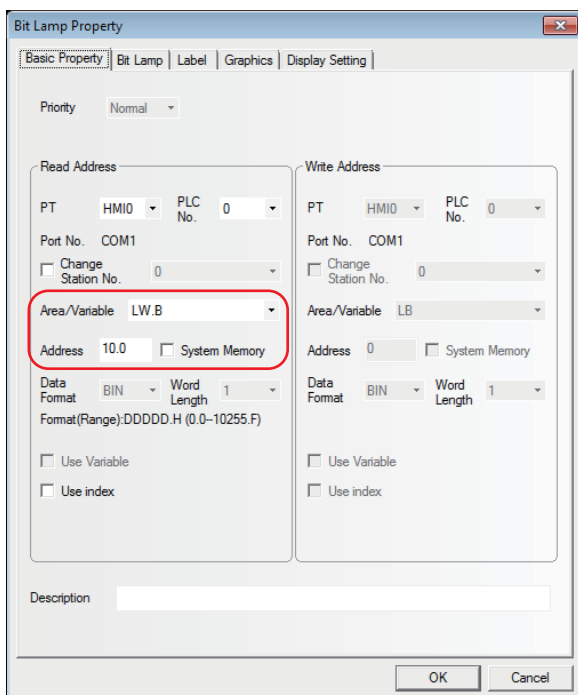 Bit Lamp Property
Basic Property Bit Lamp Label Graphics Display Setting
Priority Normal
Read Address
PT HMI0 PLC No. 0
Port No. COM1
Change Station No. 0
Area/Variable LW.B
Address 10.0 System Memory
Data Format BIN Word Length 1
Format(Range):DDDDD.H (0.0--10255.F)
Use Variable
Use index
Write Address
PT HMI0 PLC No. 0
Port No. COM1
Change Station No. 0
Area/Variable LB
Address 0 System Memory
Data Format BIN Word Length 1
Use Variable
Use index
Description
OK Cancel